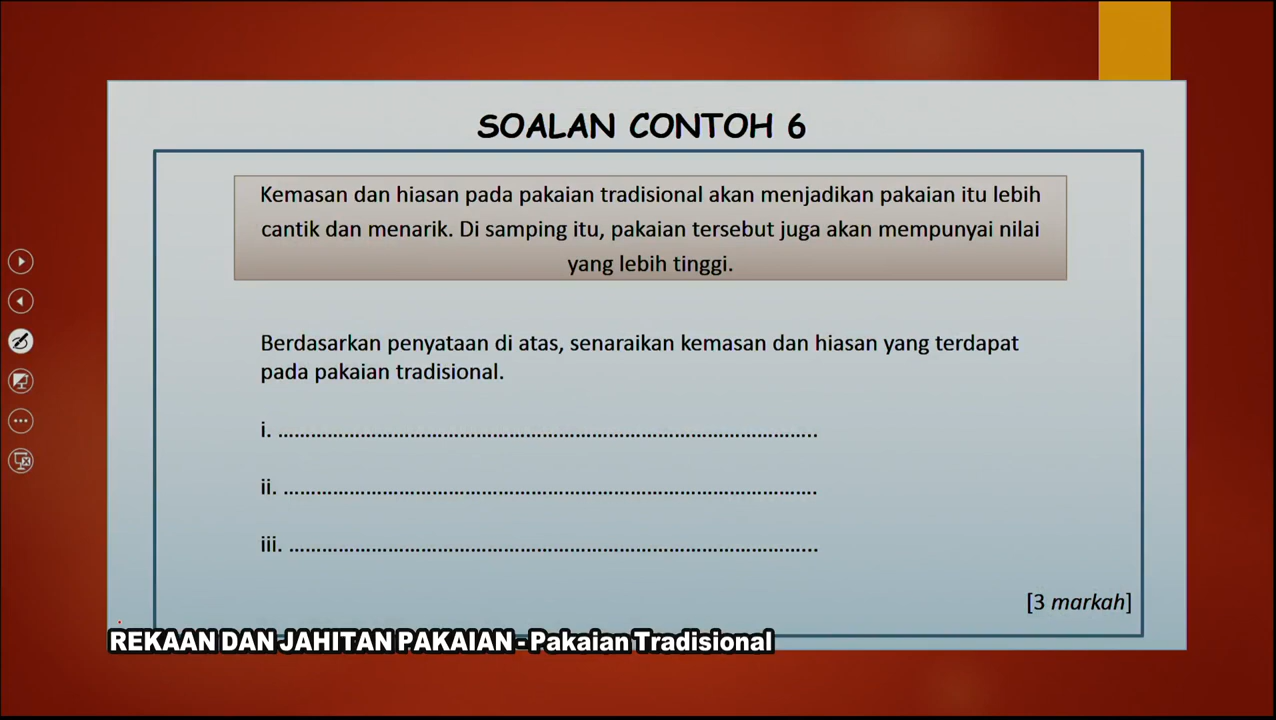 SOALAN CONTOH 6
Kemasan dan hiasan pada pakaian tradisional akan menjadikan pakaian itu lebih
cantik dan menarik. Di samping itu, pakaian tersebut juga akan mempunyai nilai
yang lebih tinggi.
Berdasarkan penyataan di atas, senaraikan kemasan dan hiasan yang terdapat
pada pakaian tradisional.
i. ...............................................................................................
ii. ..............................................................................................
iii. .............................................................................................
[3 markah]
REKAAN DAN JAHITAN PAKAIAN - Pakaian Tradisional